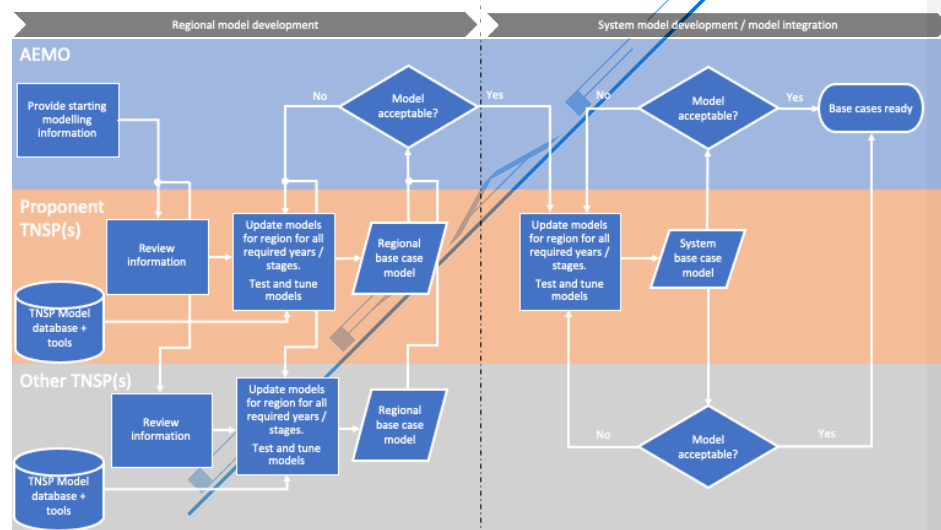 Regional model development
System model development / model integration
AEMO
Provide starting
modelling
information
No
Model
acceptable?
Yes
No
Model
acceptable?
Yes
Base cases ready
Proponent
TNSP(s)
Review
information
Update models
for region for all
required years /
stages.
Test and tune
models
Regional
base case
model
Update models
for region for all
required years /
stages.
Test and tune
models
System
base case
model
TNSP Model
database +
tools
Other TNSP(s)
Review
information
Update models
for region for all
required years /
stages.
Test and tune
models
Regional
base case
model
No
Model
acceptable?
Yes
TNSP Model
database +
tools